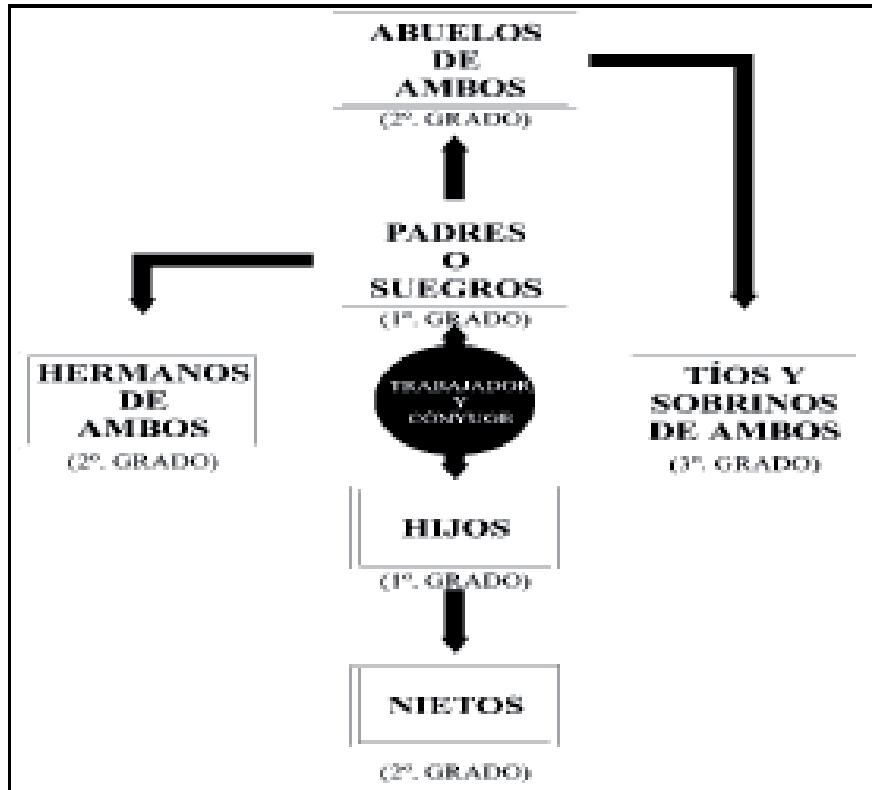 ABUELOS
DE
AMBOS
(2º. GRADO)
PADRES
O
SUEGROS
(1º. GRADO)
HERMANOS
DE
AMBOS
(2º. GRADO)
TRABAJADOR
Y
CÓNYUGE
TÍOS Y
SOBRINOS
DE AMBOS
(3º. GRADO)
HIJOS
(1º. GRADO)
NIETOS
(2º. GRADO)